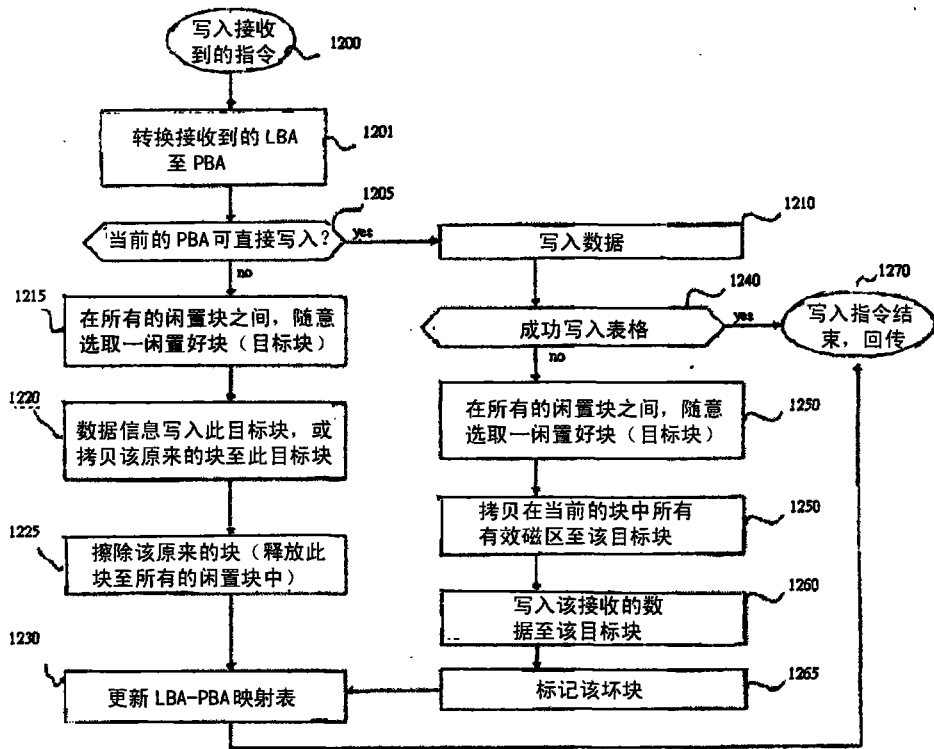 写入接收
到的指令
1200
转换接收到的 LBA
至 PBA
1201
当前的 PBA 可直接写入?
1205
yes
no
写入数据
1210
成功写入表格
1240
yes
no
写入指令结
束，回传
1270
1215
在所有的闲置块之间，随意
选取一闲置好块（目标块）
1220
数据信息写入此目标块，或
拷贝该原来的块至此目标块
1225
擦除该原来的块（释放此
块至所有的闲置块中）
1230
更新 LBA-PBA 映射表
在所有的闲置块之间，随意
选取一闲置好块（目标块）
1250
拷贝在当前的块中所有
有效磁区至该目标块
1250
写入该接收的数
据至该目标块
1260
标记该坏块
1265